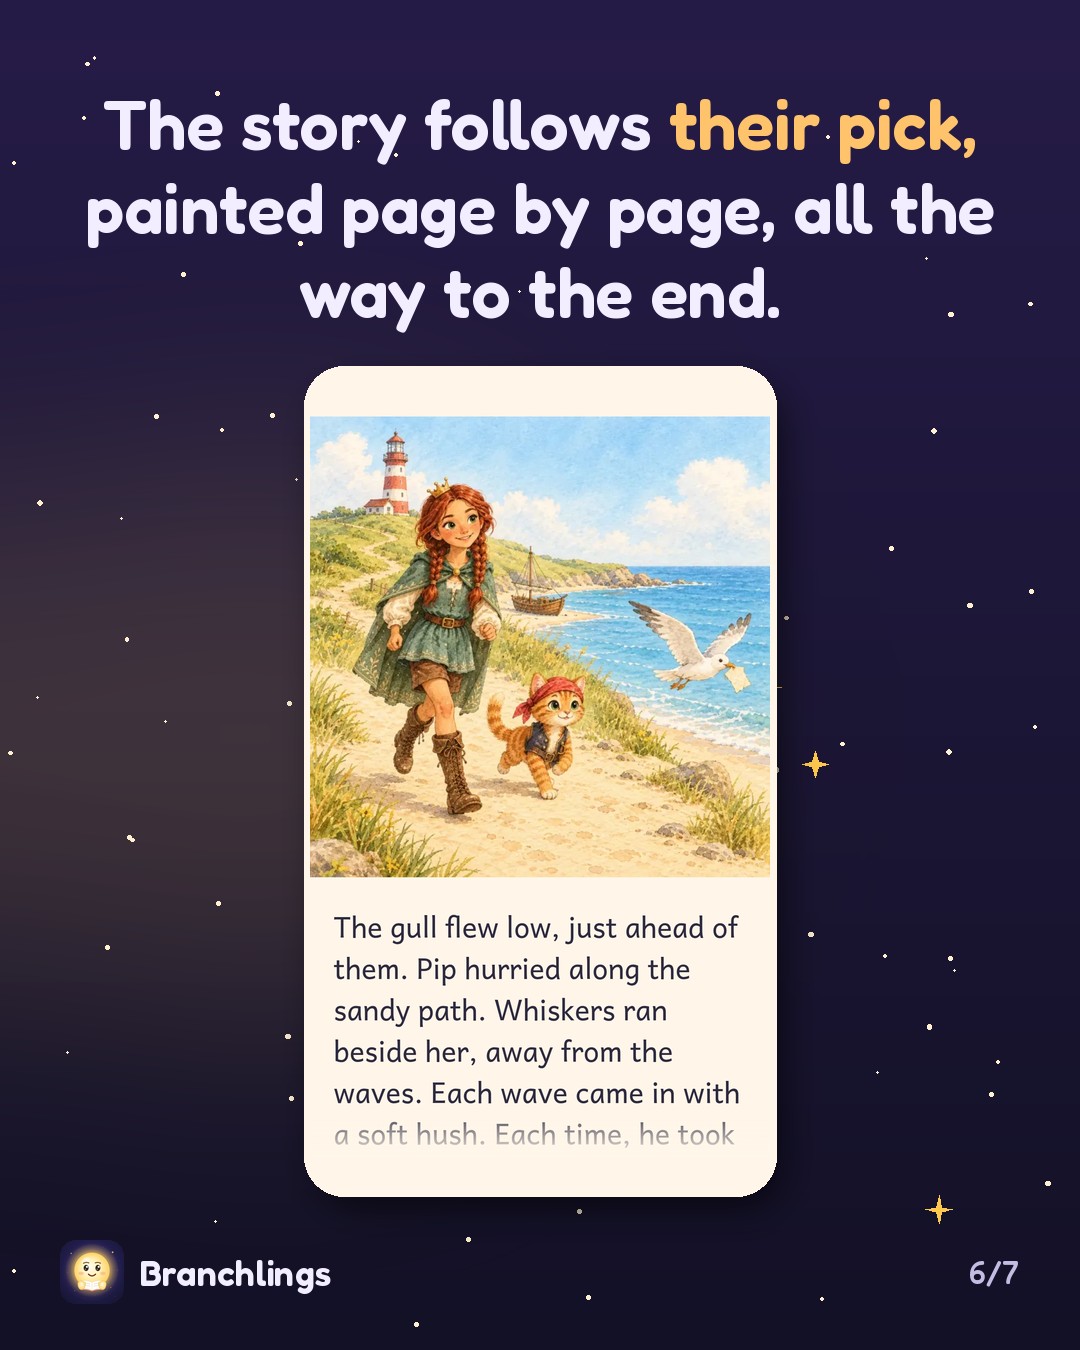 The story follows their pick,
painted page by page, all the
way to the end.
The gull flew low, just ahead of
them. Pip hurried along the
sandy path. Whiskers ran
beside her, away from the
waves. Each wave came in with
a soft hush. Each time, he took
Branchlings
6/7